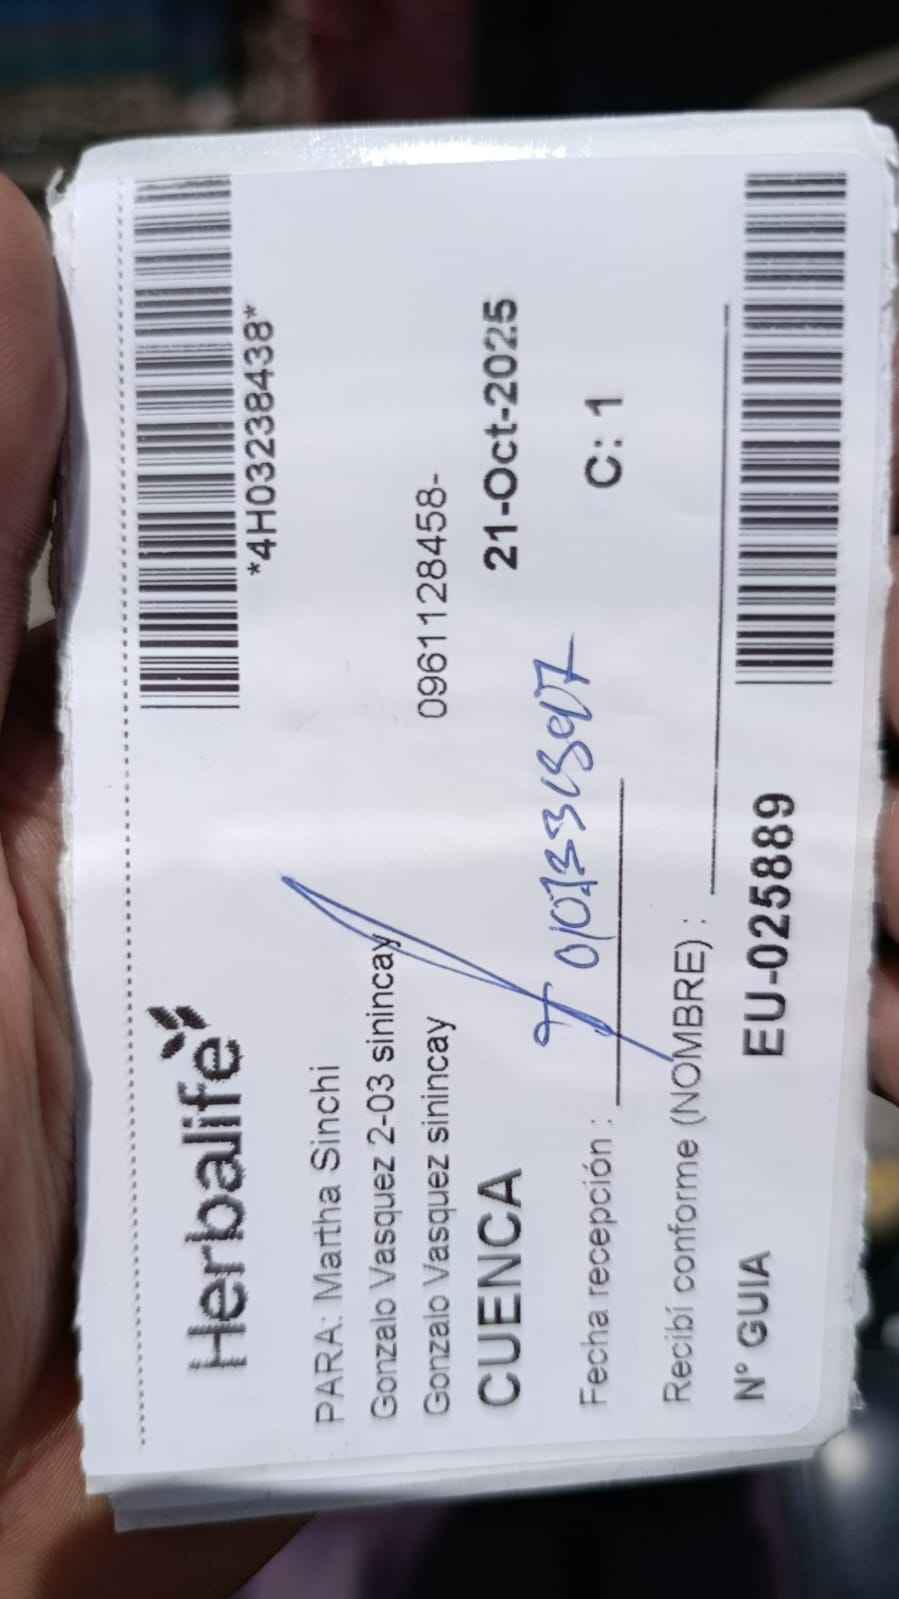 *4H03238438*
Herbalife
PARA: Martha Sinchi
Gonzalo Vasquez 2-03 sinincay
Gonzalo Vasquez sinincay
0961128458-
CUENCA
21-Oct-2025
Fecha recepción :
C: 1
Recibí conforme (NOMBRE) :
N° GUIA
EU-025889